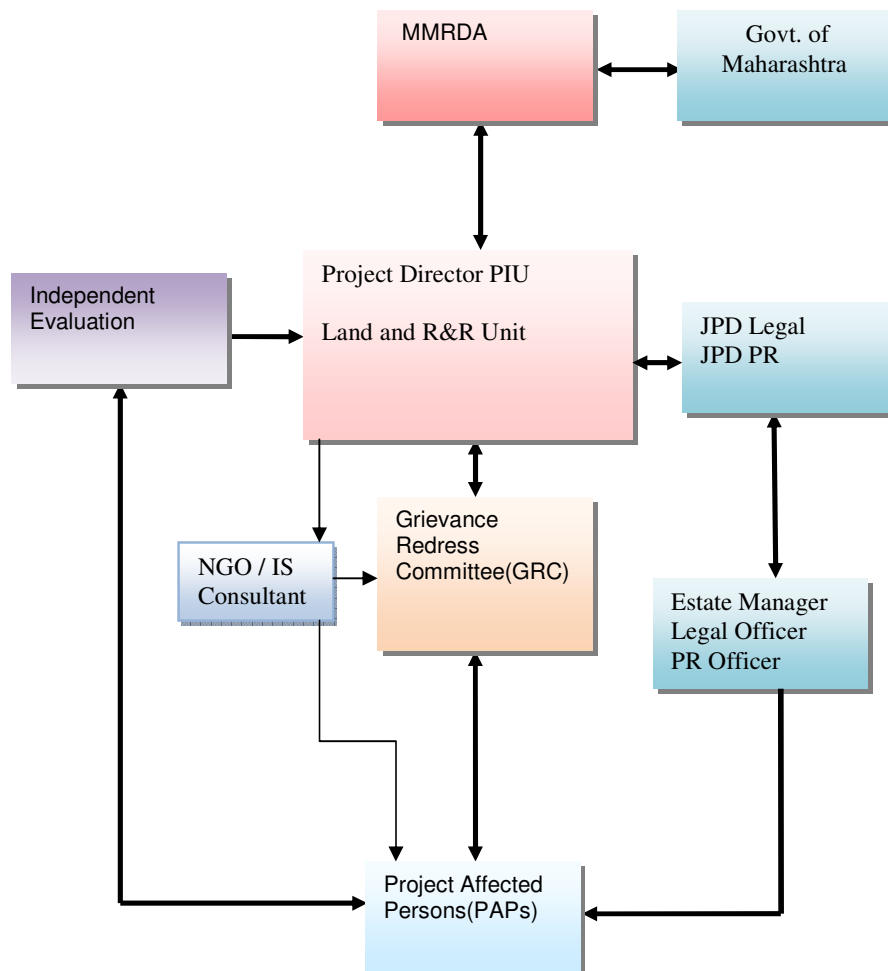 MMRDA
Govt. of
Maharashtra
Project Director PIU
Land and R&R Unit
Independent
Evaluation
JPD Legal
JPD PR
Grievance
Redress
Committee(GRC)
NGO / IS
Consultant
Estate Manager
Legal Officer
PR Officer
Project Affected
Persons(PAPs)